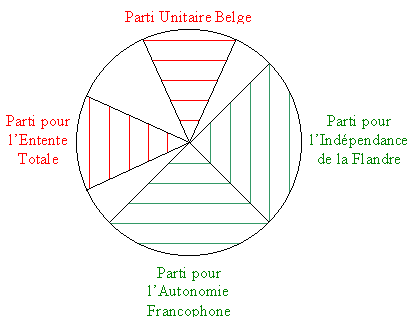 Parti Unitaire Belge
Parti pour
l'Entente
Totale
Parti pour
l'Indépendance
de la Flandre
Parti pour
l'Autonomie
Francophone